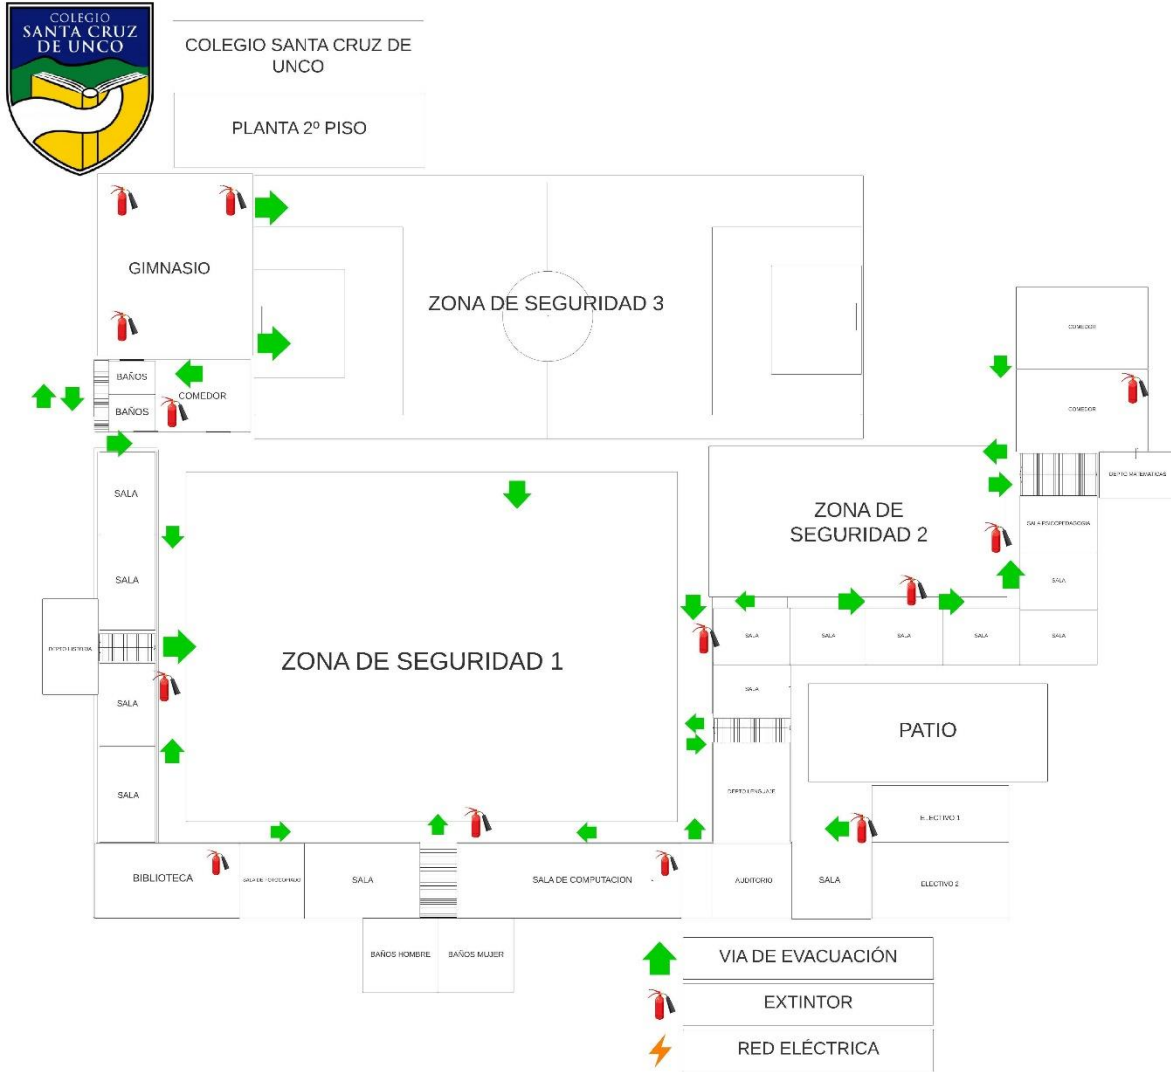 COLEGIO
SANTA CRUZ
DE UNCO
COLEGIO SANTA CRUZ DE
UNCO
PLANTA 2º PISO
GIMNASIO
ZONA DE SEGURIDAD 3
COMEDOR
BAÑOS
COMEDOR
BAÑOS
COMEDOR
DEPTO MATEMATICAS
SALA
ZONA DE
SEGURIDAD 2
SALA PSICOPEDAGOGIA
SALA
SALA
DEPTO HISTORIA
ZONA DE SEGURIDAD 1
SALA
SALA
SALA
SALA
SALA
SALA
SALA
PATIO
SALA
DEPTO LENGUAJE
ELECTIVO 1
BIBLIOTECA
SALA DE FOTOCOPIADO
SALA
SALA DE COMPUTACION
AUDITORIO
SALA
ELECTIVO 2
BAÑOS HOMBRE
BAÑOS MUJER
VIA DE EVACUACIÓN
EXTINTOR
RED ELÉCTRICA